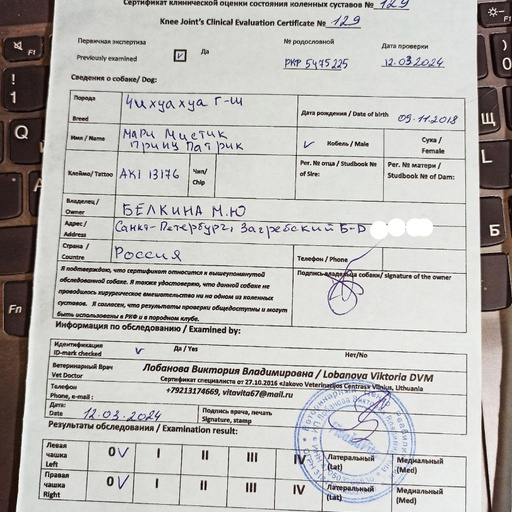 Сертификат клинической оценки состояния коленных суставов № 129
Knee Joint's Clinical Evaluation Certificate № 129
Первичная экспертиза Да № родословной Дата проверки
Previously examined РКР 5475225 12.03.2024
Сведения о собаке/ Dog:
Порода Чихуахуа Г-Ш
Breed
Дата рождения / Date of birth 09.11.2018
Имя / Name Мари Мистик
Принц Патрик
Кобель / Male
Сука / Female
Клеймо/Tattoo AKI 13176
Чип/ Chip
Рег. № отца / Studbook № of Sire:
Рег. № матери / Studbook № of Dam:
Владелец / Owner БЕЛКИНА М.Ю
Адрес / Address Санкт-Петербург, Загребский Б-Р
Страна / Countre Россия
Телефон / Phone
Я подтверждаю, что сертификат относится к вышеупомянутой
обследованной собаке. Я также удостоверяю, что данной собаке не
проводилось хирургическое вмешательство ни на одном из коленных
суставов. Я согласен, что результаты проверки общедоступны и могут
быть использованы в РКФ и в породном клубе.
Подпись владельца собаки/ signature of the owner
Информация по обследованию / Examined by:
Идентификация
ID-mark checked
Да / Yes
Нет/No
Ветеринарный Врач
Vet Doctor
Лобанова Виктория Владимировна / Lobanova Viktoria DVM
Сертификат специалиста от 27.10.2016 «Jakovo Veterinarijos Centras» Vilnius, Lithuania
Телефон
Phone, e-mail :
+79213174669, vitavita67@mail.ru
Дата:
Date 12.03.2024
Подпись врача, печать
Signature, stamp
Результаты обследования / Examination result:
Левая чашка Left 0 I II III IV Латеральный (Lat) Медиальный (Med)
Правая чашка Right 0 I II III IV Латеральный (Lat) Медиальный (Med)